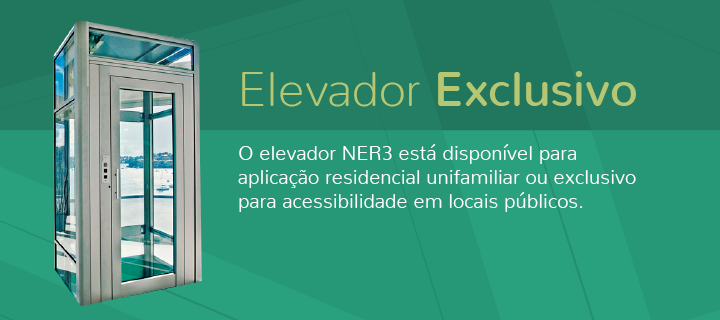 Elevador Exclusivo
O elevador NER3 está disponível para
aplicação residencial unifamiliar ou exclusivo
para acessibilidade em locais públicos.